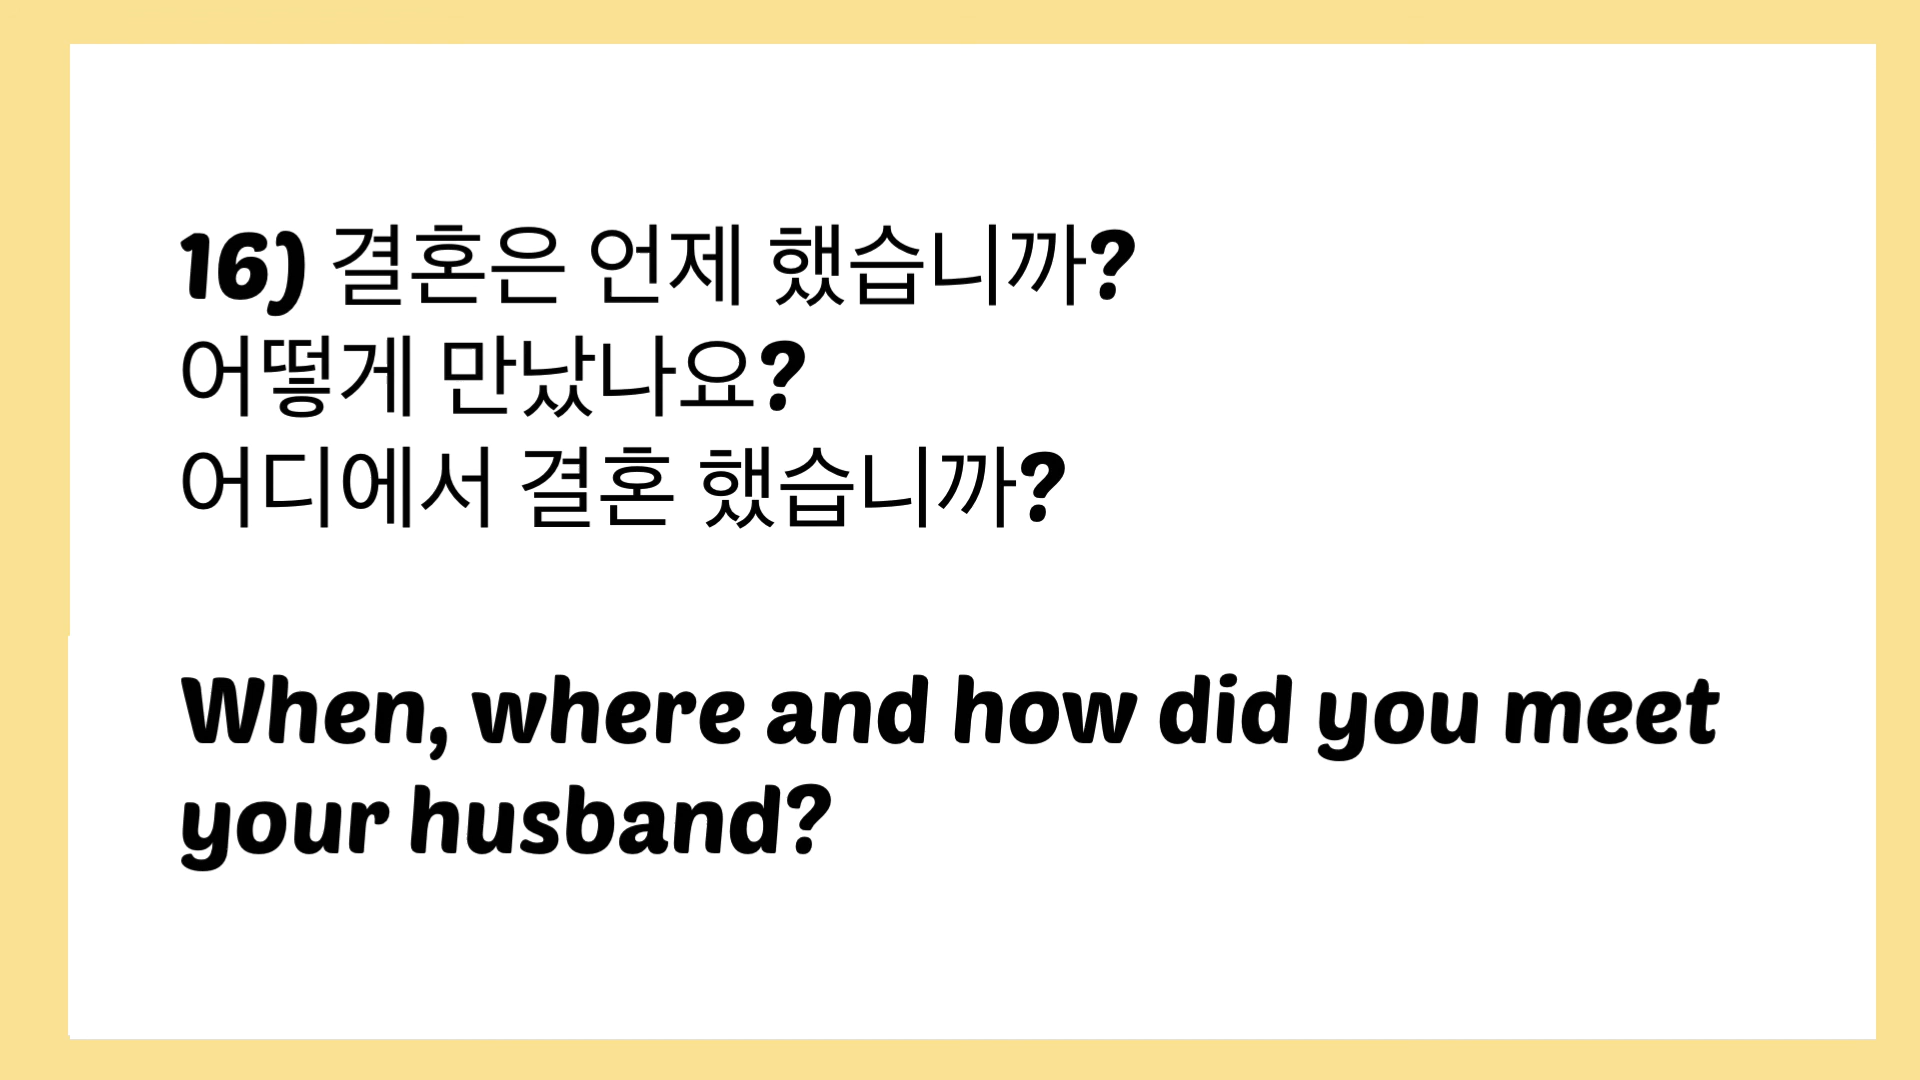 16) 결혼은 언제 했습니까?
어떻게 만났나요?
어디에서 결혼 했습니까?
When, where and how did you meet
your husband?